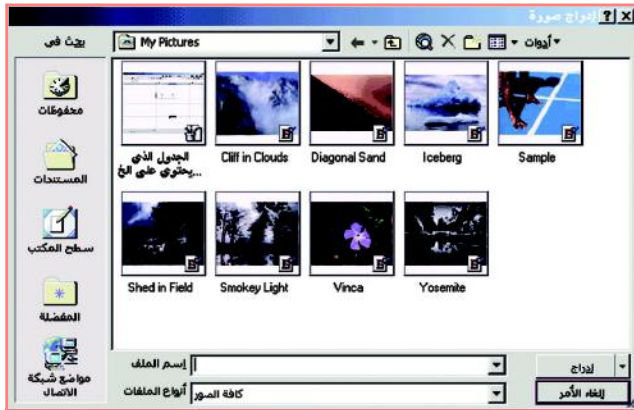 إدراج صورة
يبحث في
My Pictures
أدوات
محفوظات
المستندات
سطح المكتب
المفضلة
مواضع شبكة
الاتصال
الجدول الذي
يحتوي على الخ...
Cliff in Clouds
Diagonal Sand
Iceberg
Sample
Shed in Field
Smokey Light
Vinca
Yosemite
إسم الملف
إدراج
أنواع الملفات
كافة الصور
إلغاء الأمر